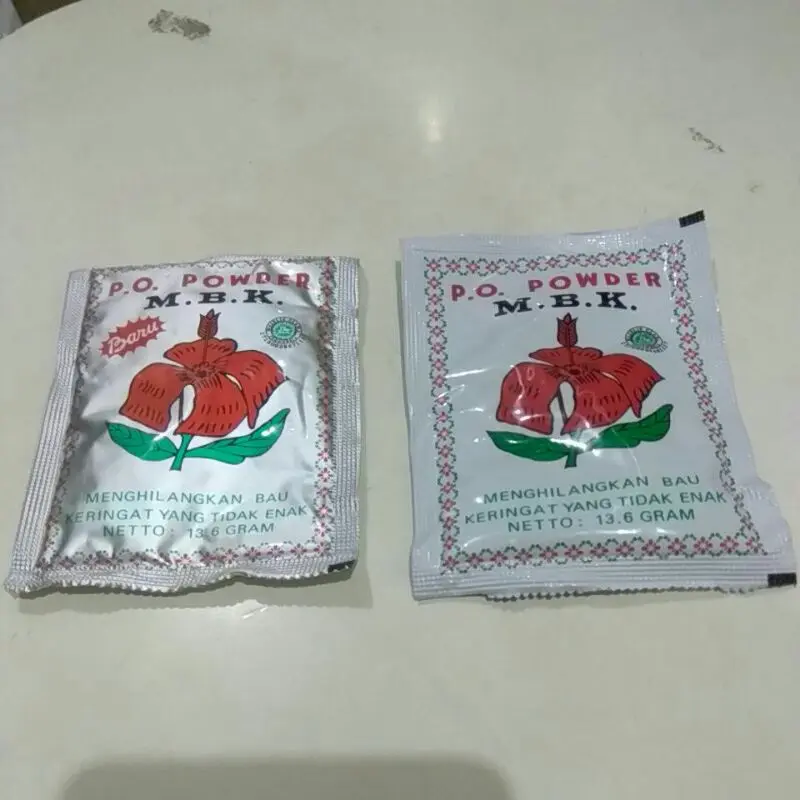 P.O. POWDER
M.B.K.
Baru
MENGHILANGKAN BAU
KERINGAT YANG TIDAK ENAK
NETTO: 13.6 GRAM
P.O. POWDER
M.B.K.
MENGHILANGKAN BAU
KERINGAT YANG TIDAK ENAK
NETTO: 13.6 GRAM